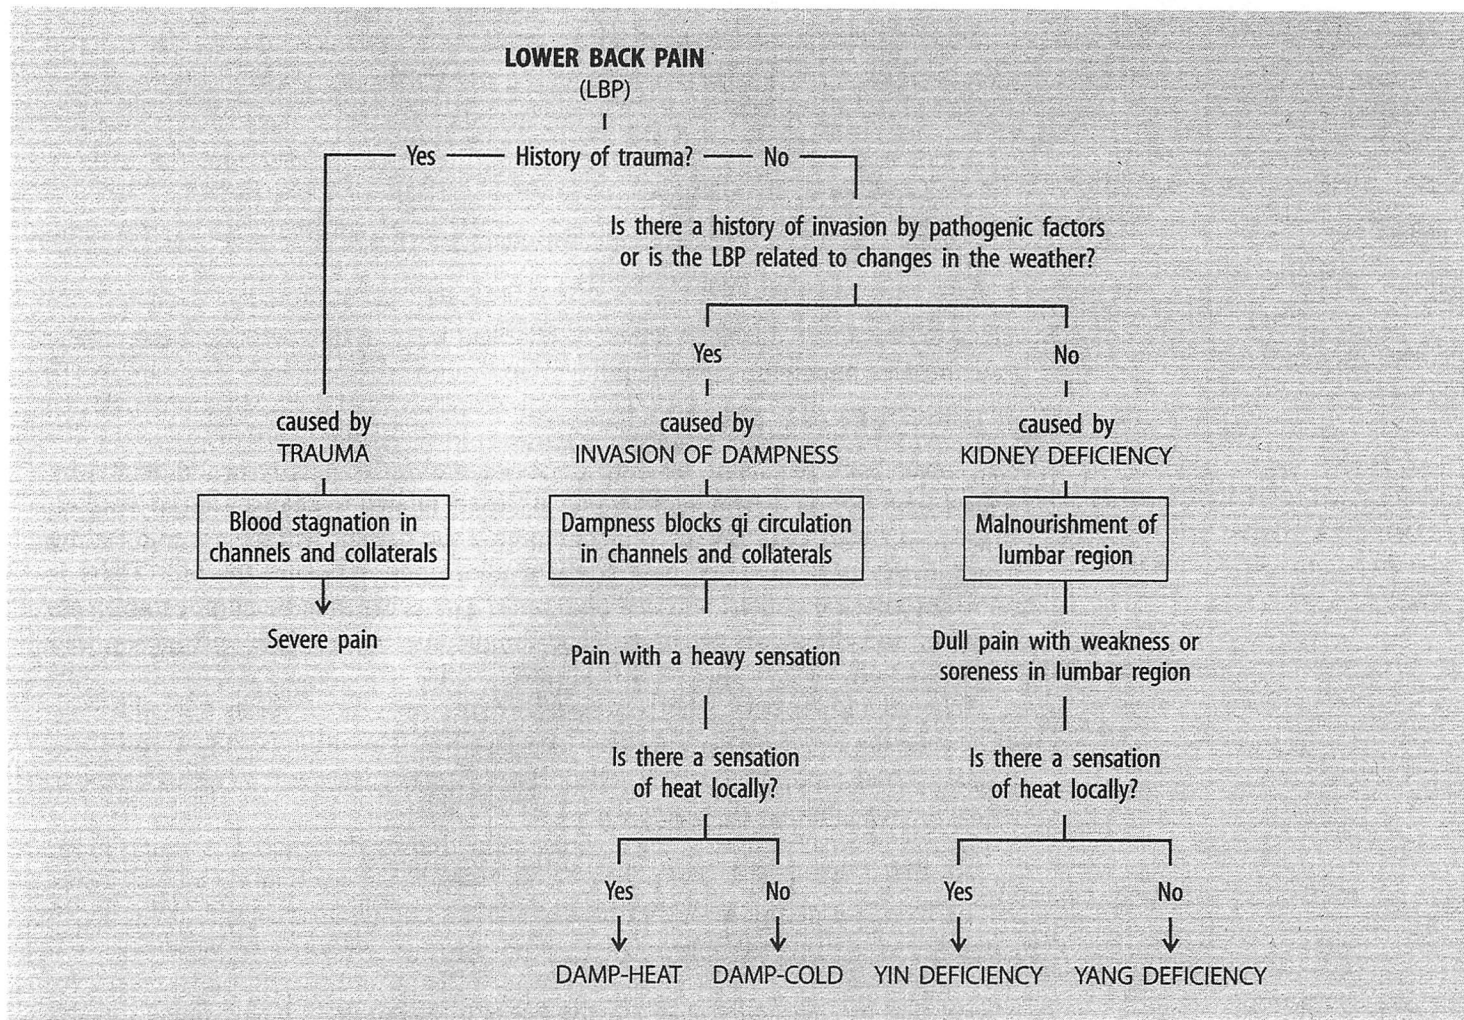 LOWER BACK PAIN
(LBP)
Yes
History of trauma?
No
Is there a history of invasion by pathogenic factors
or is the LBP related to changes in the weather?
Yes
No
caused by
TRAUMA
caused by
INVASION OF DAMPNESS
caused by
KIDNEY DEFICIENCY
Blood stagnation in
channels and collaterals
Dampness blocks qi circulation
in channels and collaterals
Malnourishment of
lumbar region
Severe pain
Pain with a heavy sensation
Dull pain with weakness or
soreness in lumbar region
Is there a sensation
of heat locally?
Is there a sensation
of heat locally?
Yes
No
Yes
No
DAMP-HEAT
DAMP-COLD
YIN DEFICIENCY
YANG DEFICIENCY